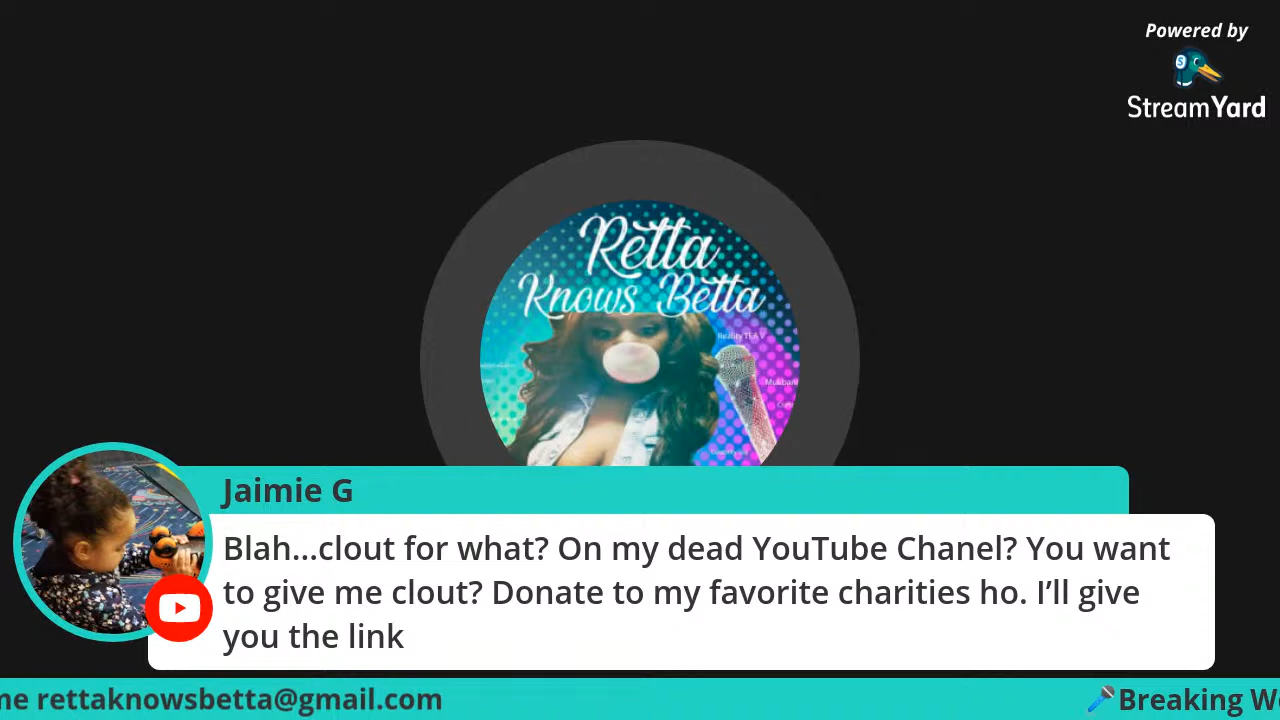 Powered by
StreamYard
Retta
Knows Betta
Jaimie G
Blah...clout for what? On my dead YouTube Chanel? You want
to give me clout? Donate to my favorite charities ho. I’ll give
you the link
me rettaknowsbetta@gmail.com
Breaking